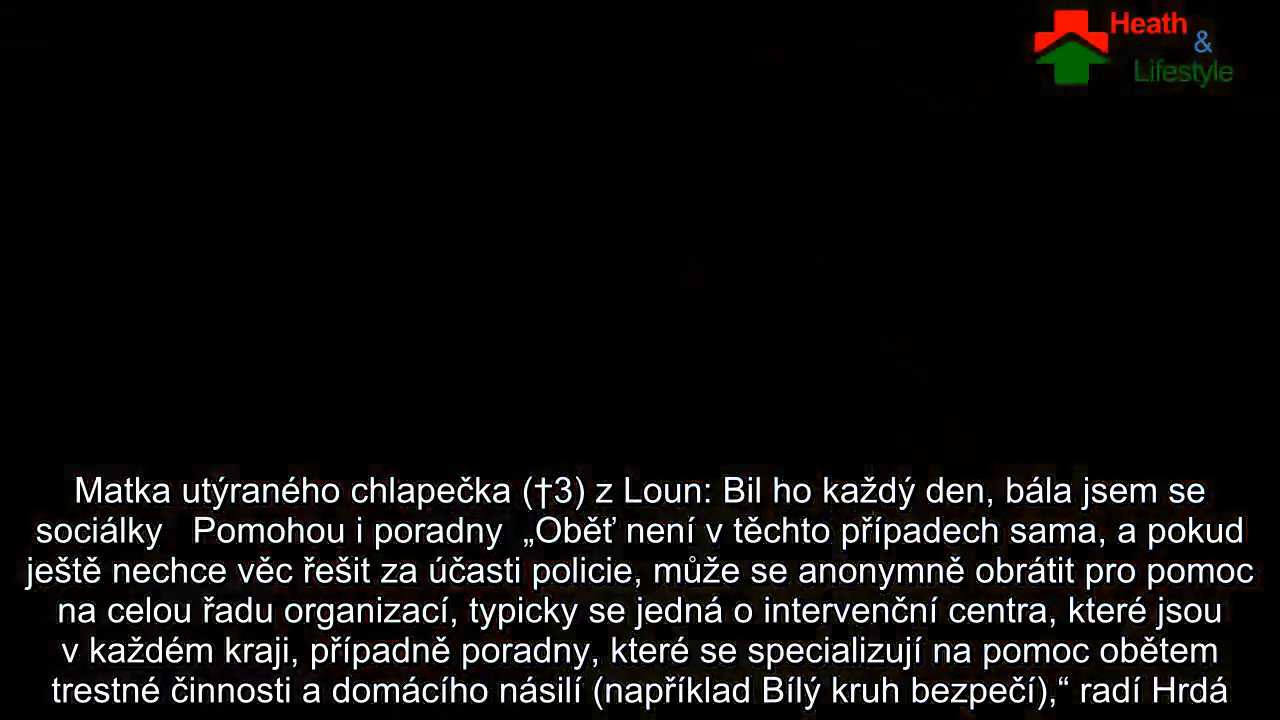 Heath
&
Lifestyle
Matka utýraného chlapečka (†3) z Loun: Bil ho každý den, bála jsem se
sociálky   Pomohou i poradny  „Oběť není v těchto případech sama, a pokud
ještě nechce věc řešit za účasti policie, může se anonymně obrátit pro pomoc
na celou řadu organizací, typicky se jedná o intervenční centra, které jsou
v každém kraji, případně poradny, které se specializují na pomoc obětem
trestné činnosti a domácího násilí (například Bílý kruh bezpečí),“ radí Hrdá